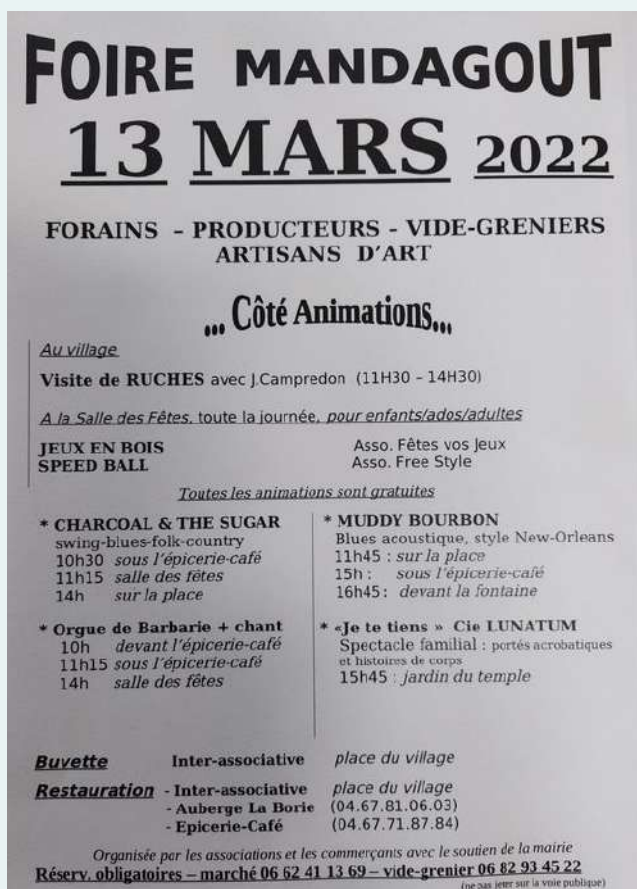 FOIRE MANDAGOUT
13 MARS 2022
FORAINS – PRODUCTEURS - VIDE-GRENIERS
ARTISANS D'ART
... Côté Animations...
Au village
Visite de RUCHES avec J.Campredon (11H30 – 14H30)
A la Salle des Fêtes, toute la journée, pour enfants/ados/adultes
JEUX EN BOIS Asso. Fêtes vos Jeux
SPEED BALL Asso. Free Style
Toutes les animations sont gratuites
* CHARCOAL & THE SUGAR
swing-blues-folk-country
10h30 sous l'épicerie-café
11h15 salle des fêtes
14h sur la place
* Orgue de Barbarie + chant
10h devant l'épicerie-café
11h15 sous l'épicerie-café
14h salle des fêtes
* MUDDY BOURBON
Blues acoustique, style New-Orleans
11h45 : sur la place
15h : sous l'épicerie-café
16h45 : devant la fontaine
* «Je te tiens » Cie LUNATUM
Spectacle familial : portés acrobatiques
et histoires de corps
15h45 : jardin du temple
Buvette Inter-associative place du village
Restauration - Inter-associative place du village
- Auberge La Borie (04.67.81.06.03)
- Epicerie-Café (04.67.71.87.84)
Organisée par les associations et les commerçants avec le soutien de la mairie
Réserv. obligatoires – marché 06 62 41 13 69 – vide-grenier 06 82 93 45 22
(ne pas jeter sur la voie publique)